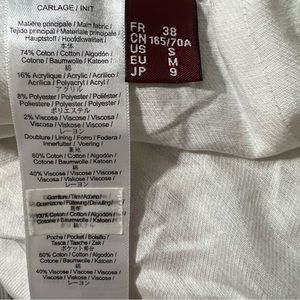 CARLAGE / INIT
Matière principale / Main fabric /
Tejido principal / Materiale principale
Hauptstoff / Hoofdkwaliteit
本体
74% Coton / Cotton / Algodón /
Cotone / Baumwolle / Katoen /
綿
16% Acrylique / Acrylic / Acrílico
Acrilico / Polyacryl / Acryl /
アクリル
8% Polyester / Polyester / Poliéster
Poliestere / Polyester / Polyester /
ポリエステル
2% Viscose / Viscose / Viscosa /
Viscosa / Viskose / Viscose /
レーヨン
Doublure / Lining / Forro / Fodera /
Innenfutter / Voering /
裏地
60% Coton / Cotton / Algodón /
Cotone / Baumwolle / Katoen /
綿
40% Viscose / Viscose / Viscosa /
Viscosa / Viskose / Viscose /
レーヨン
Garniture / Trim / Adorno /
100% Coton / Cotton / Algodón /
Cotone / Baumwolle / Katoen /
綿
Poche / Pocket / Bolsillo /
Tasca / Tasche / Zak /
ポケット部分
60% Coton / Cotton / Algodón /
Cotone / Baumwolle / Katoen /
綿
40% Viscose / Viscose / Viscosa /
Viscosa / Viskose / Viscose /
レーヨン
FR 38
CN 165/70A
US S
EU M
JP 9